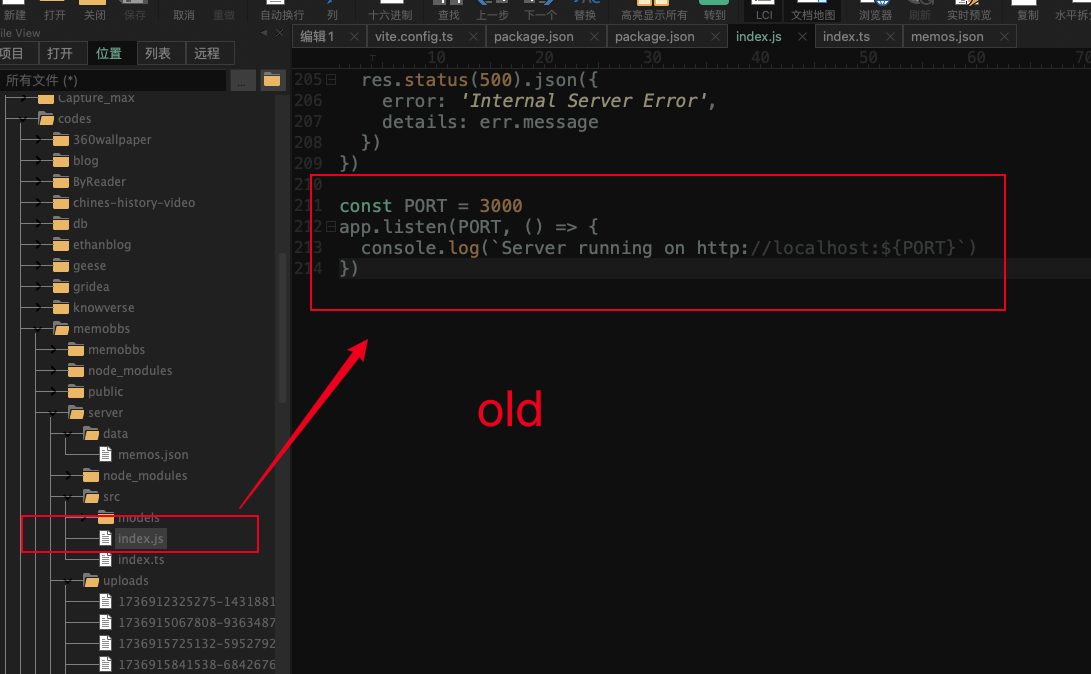 新建 打开 关闭 保存 取消 重做 自动换行 列 十六进制 查找 上一步 下一个 替换 高亮显示所有 转到 LCI 文档地图 浏览器 刷新 实时预览 复制
ile View
项目 打开 位置 列表 远程
编辑1 vite.config.ts package.json package.json index.js index.ts memos.json
所有文件 (*) ...
10 20 30 40 50 60 70
Capture_max
codes
360wallpaper
blog
ByReader
chines-history-video
db
ethanblog
geese
gridea
knowverse
memobbs
memobbs
node_modules
public
server
data
memos.json
node_modules
src
models
index.js
index.ts
uploads
1736912325275-1431881
1736915067808-9363487
1736915725132-5952792
1736915841538-6842676
205 res.status(500).json({
206 error: 'Internal Server Error',
207 details: err.message
208 })
209 })
210
211 const PORT = 3000
212 app.listen(PORT, () => {
213 console.log(`Server running on http://localhost:${PORT}`)
214 })
old